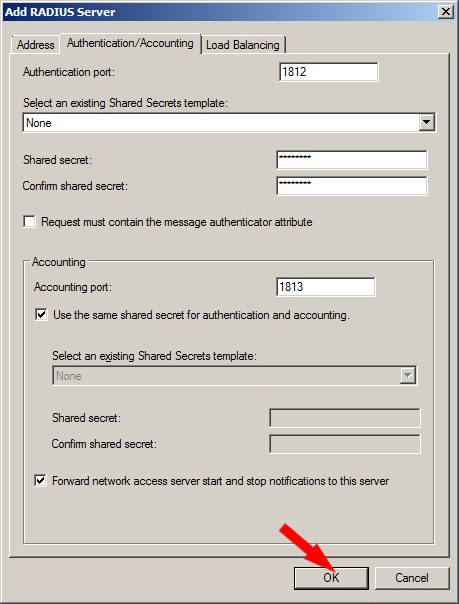 Add RADIUS Server
Address Authentication/Accounting Load Balancing
Authentication port: 1812
Select an existing Shared Secrets template:
None
Shared secret: ********
Confirm shared secret: ********
Request must contain the message authenticator attribute
Accounting
Accounting port: 1813
Use the same shared secret for authentication and accounting.
Select an existing Shared Secrets template:
None
Shared secret:
Confirm shared secret:
Forward network access server start and stop notifications to this server
OK Cancel